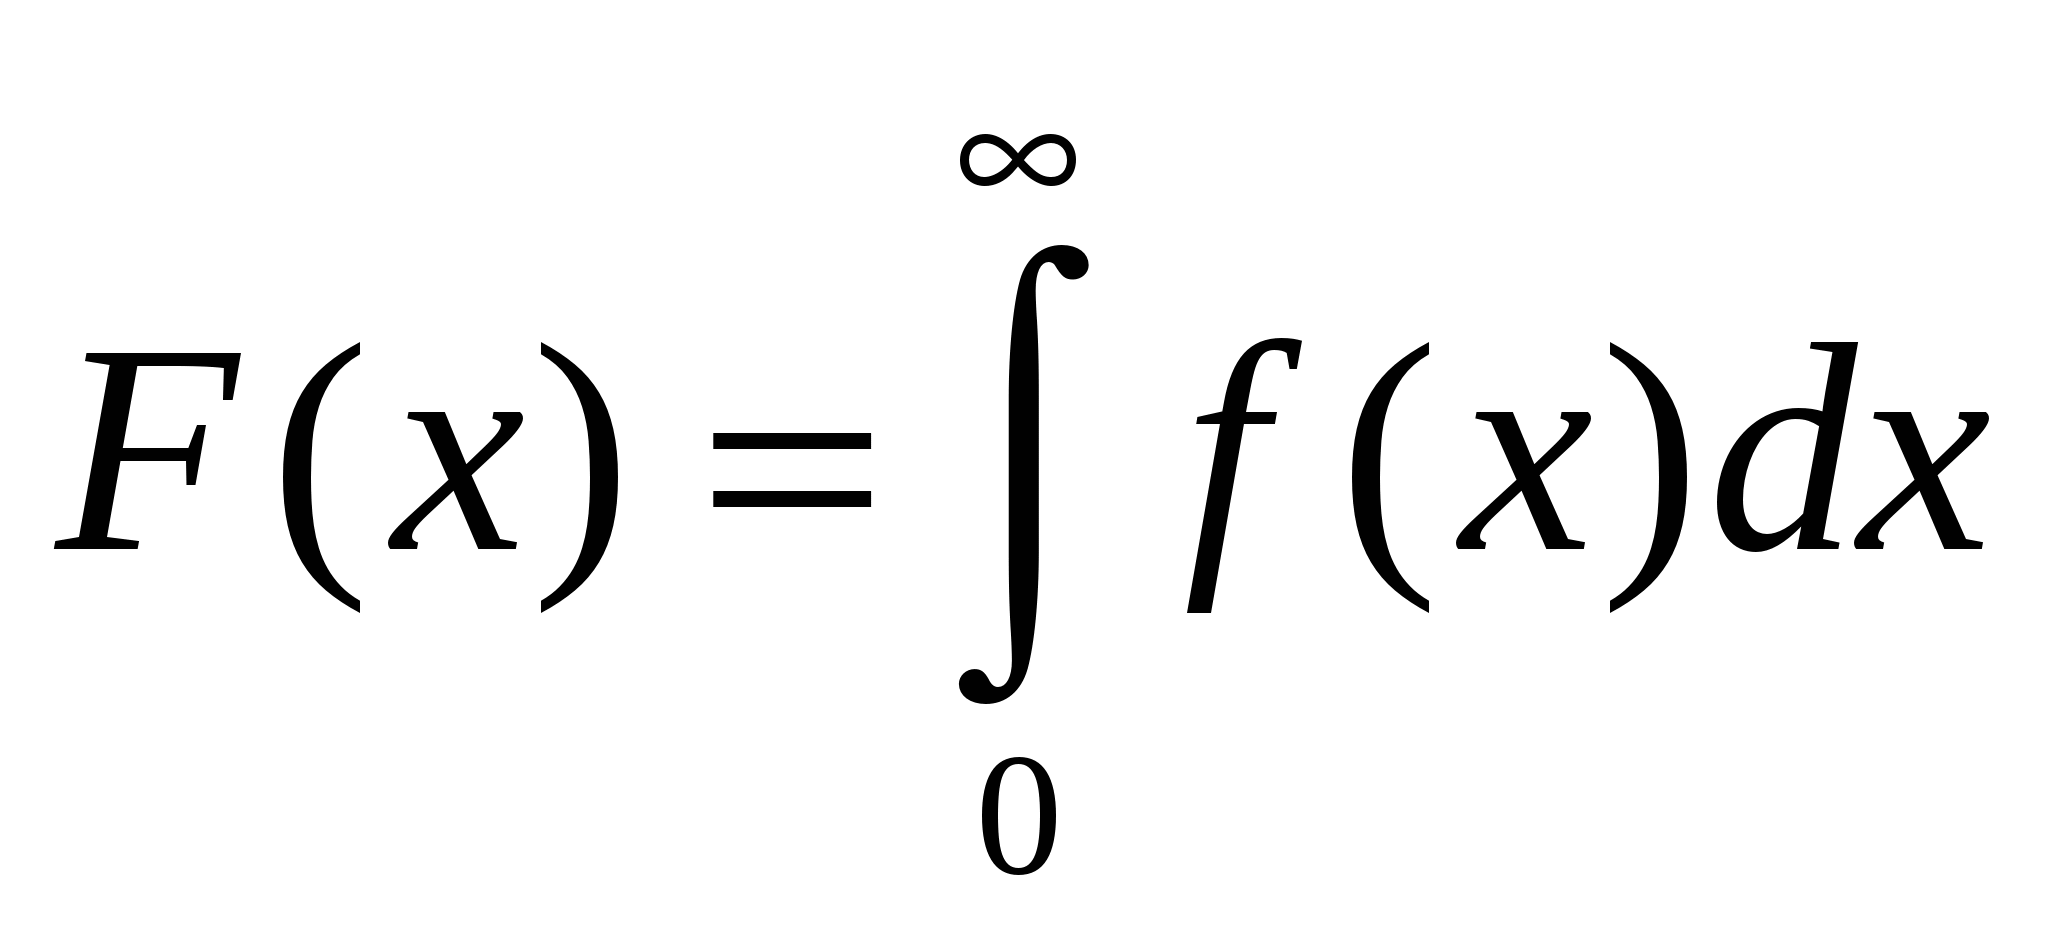 F(x) = ∫₀^∞ f(x)dx